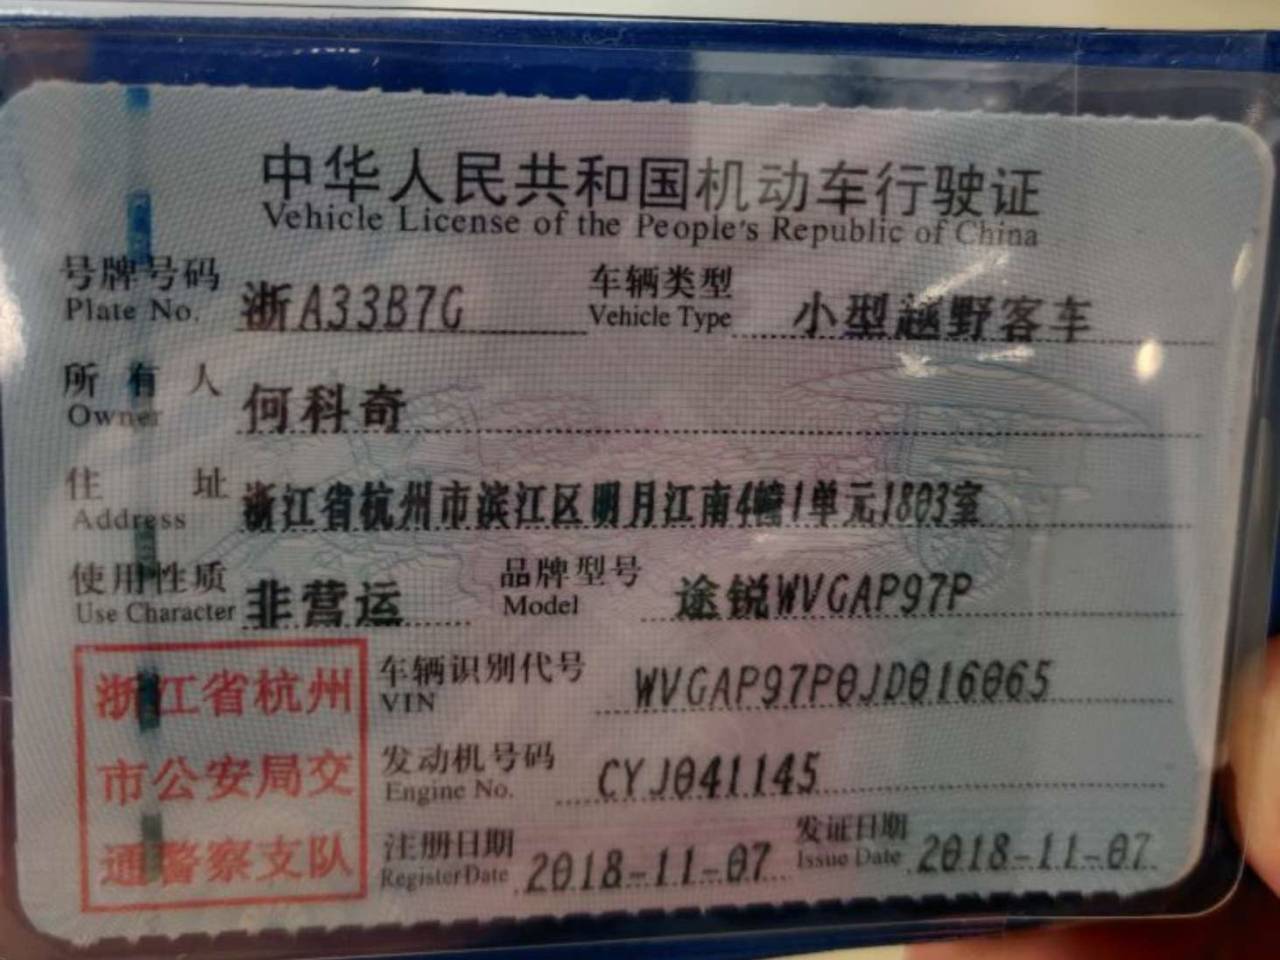 中华人民共和国机动车行驶证
Vehicle License of the People's Republic of China
号牌号码 浙A33B7G 车辆类型 小型越野客车
Plate No. Vehicle Type
所有人 何科奇
Owner
住址 浙江省杭州市滨江区明月江南4幢1单元1803室
Address
使用性质 非营运 品牌型号 途锐WVGAP97P
Use Character Model
浙江省杭州
市公安局交
通警察支队
车辆识别代号 WVGAP97P0JD016065
VIN
发动机号码 CYJ041145
Engine No.
注册日期 2018-11-07 发证日期 2018-11-07
Register Date Issue Date